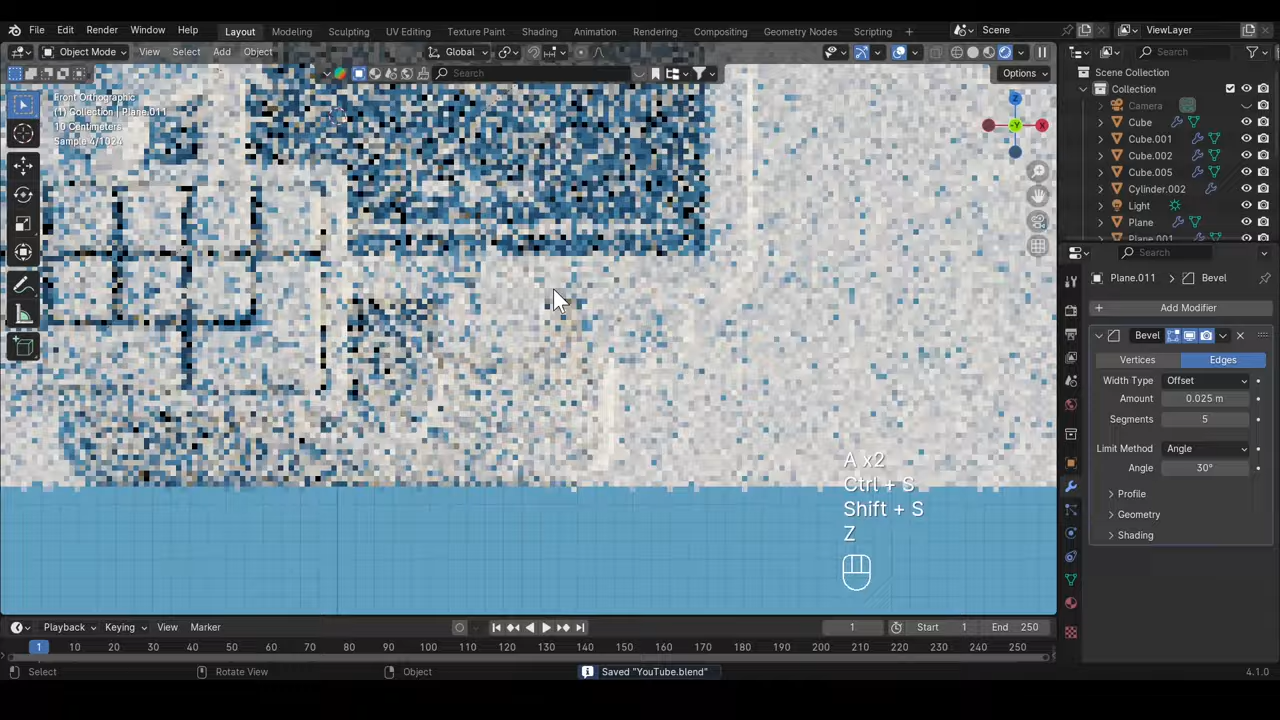 File Edit Render Window Help Layout Modeling Sculpting UV Editing Texture Paint Shading Animation Rendering Compositing Geometry Nodes Scripting + Scene ViewLayer
Object Mode View Select Add Object Global Search
Search Options
Front Orthographic
(1) Collection | Plane.011
10 Centimeters
Sample 4/1024
Z
X
-Y
Scene Collection
Collection
Camera
Cube
Cube.001
Cube.002
Cube.005
Cylinder.002
Light
Plane
Plane.001
Search
Plane.011 > Bevel
+ Add Modifier
Bevel
Vertices Edges
Width Type Offset
Amount 0.025 m
Segments 5
Limit Method Angle
Angle 30°
Profile
Geometry
Shading
A x2
Ctrl + S
Shift + S
Z
Playback Keying View Marker 1 Start 1 End 250
1 10 20 30 40 50 60 70 80 90 100 110 120 130 140 150 160 170 180 190 200 210 220 230 240 250
Select Rotate View Object Saved "YouTube.blend" 4.1.0